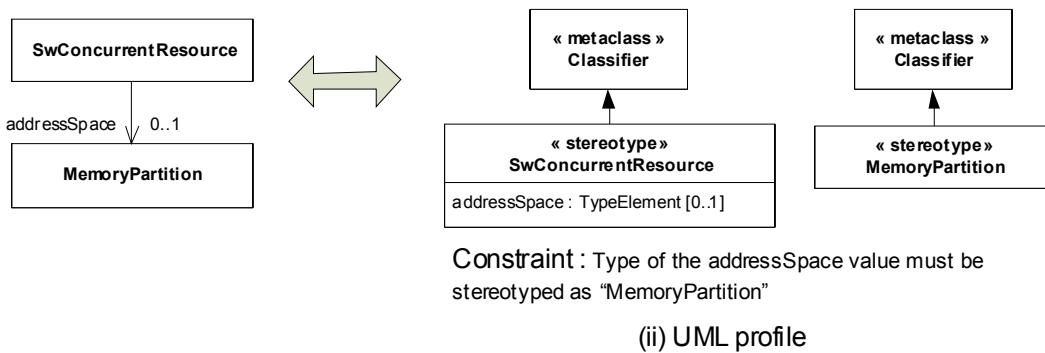 SwConcurrentResource
addressSpace 0..1
MemoryPartition
« metaclass »
Classifier
« stereotype»
SwConcurrentResource
addressSpace : TypeElement [0..1]
« metaclass »
Classifier
« stereotype»
MemoryPartition
Constraint : Type of the addressSpace value must be
stereotyped as “MemoryPartition”
(ii) UML profile